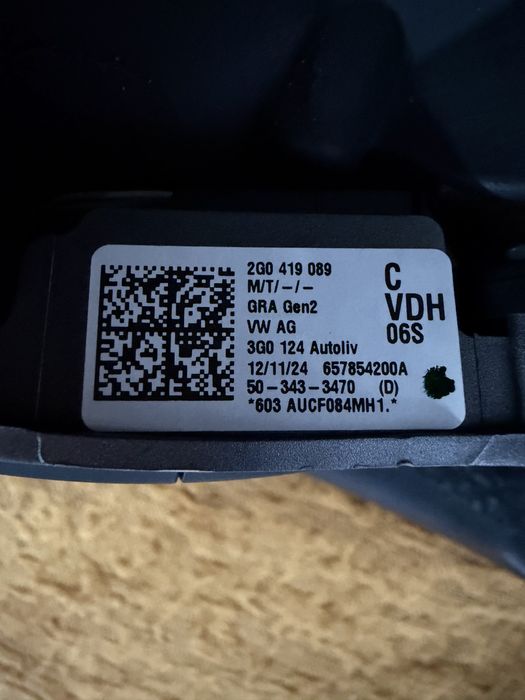 2G0 419 089
M/T/-/-
GRA Gen2
VW AG
3G0 124 Autoliv
12/11/24 657854200A
50-343-3470 (D)
*603 AUCF084MH1.*
C
VDH
06S